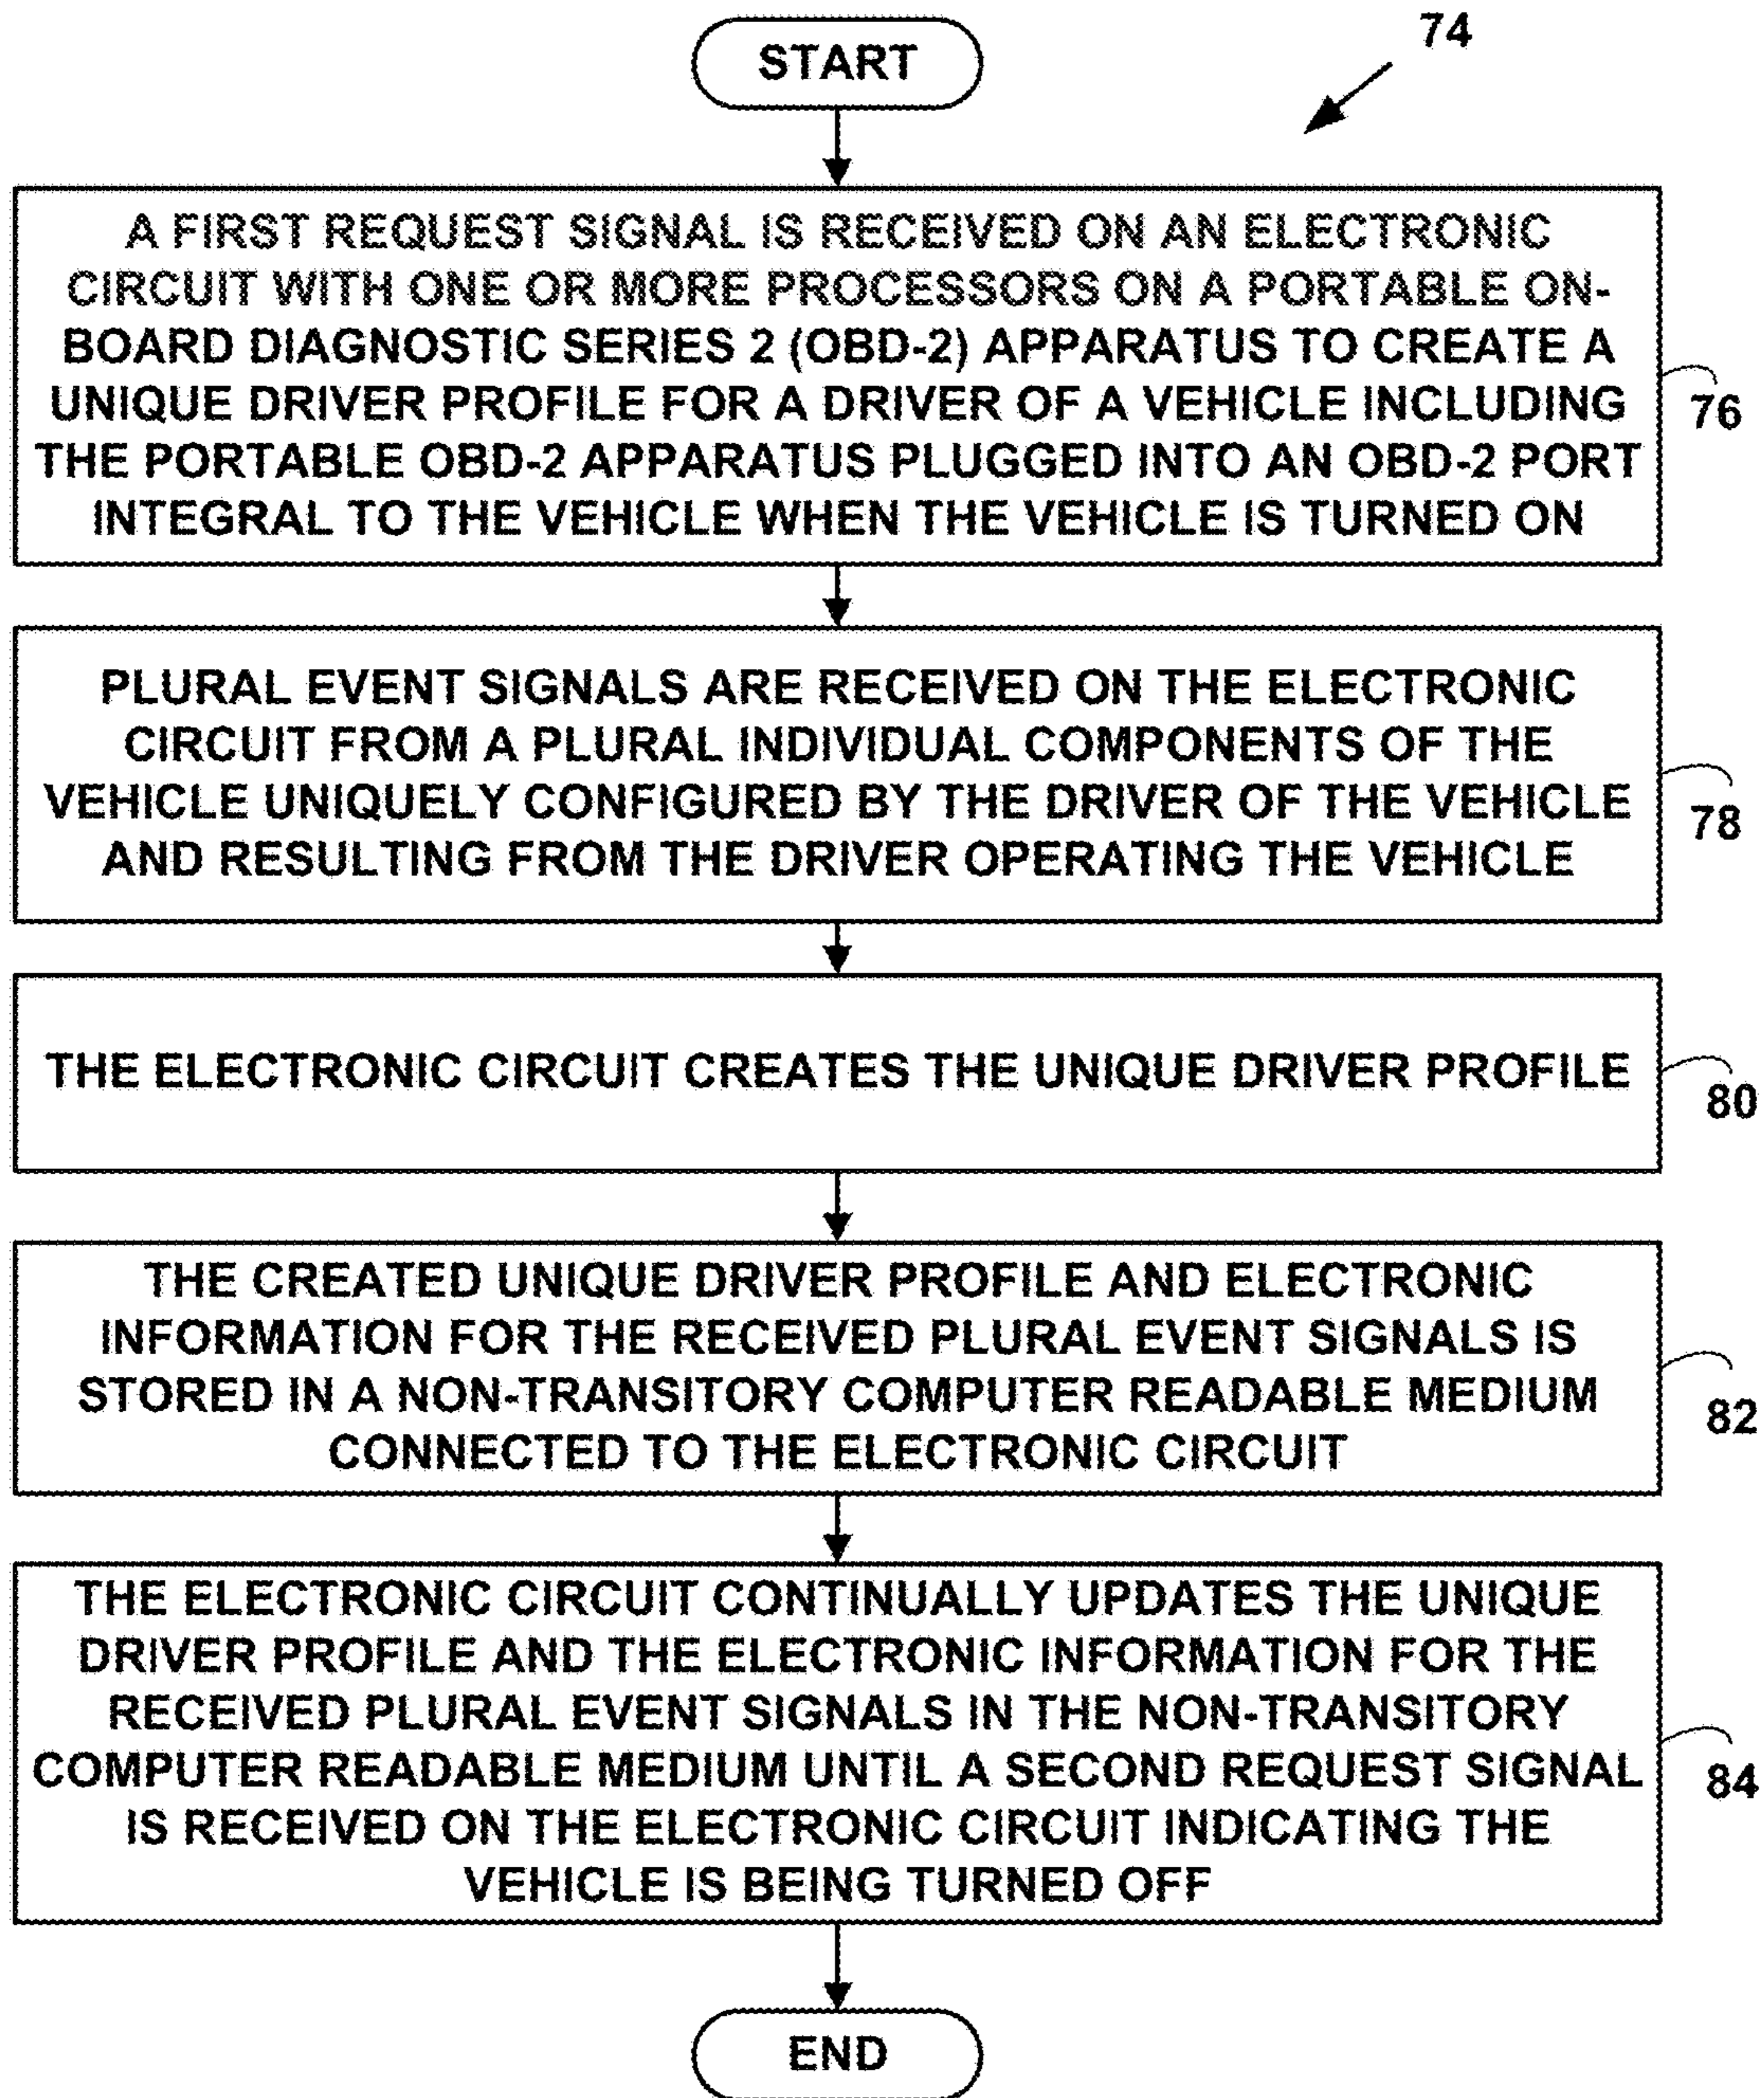 START
74
A FIRST REQUEST SIGNAL IS RECEIVED ON AN ELECTRONIC
CIRCUIT WITH ONE OR MORE PROCESSORS ON A PORTABLE ON-
BOARD DIAGNOSTIC SERIES 2 (OBD-2) APPARATUS TO CREATE A
UNIQUE DRIVER PROFILE FOR A DRIVER OF A VEHICLE INCLUDING
THE PORTABLE OBD-2 APPARATUS PLUGGED INTO AN OBD-2 PORT
INTEGRAL TO THE VEHICLE WHEN THE VEHICLE IS TURNED ON
76
PLURAL EVENT SIGNALS ARE RECEIVED ON THE ELECTRONIC
CIRCUIT FROM A PLURAL INDIVIDUAL COMPONENTS OF THE
VEHICLE UNIQUELY CONFIGURED BY THE DRIVER OF THE VEHICLE
AND RESULTING FROM THE DRIVER OPERATING THE VEHICLE
78
THE ELECTRONIC CIRCUIT CREATES THE UNIQUE DRIVER PROFILE
80
THE CREATED UNIQUE DRIVER PROFILE AND ELECTRONIC
INFORMATION FOR THE RECEIVED PLURAL EVENT SIGNALS IS
STORED IN A NON-TRANSITORY COMPUTER READABLE MEDIUM
CONNECTED TO THE ELECTRONIC CIRCUIT
82
THE ELECTRONIC CIRCUIT CONTINUALLY UPDATES THE UNIQUE
DRIVER PROFILE AND THE ELECTRONIC INFORMATION FOR THE
RECEIVED PLURAL EVENT SIGNALS IN THE NON-TRANSITORY
COMPUTER READABLE MEDIUM UNTIL A SECOND REQUEST SIGNAL
IS RECEIVED ON THE ELECTRONIC CIRCUIT INDICATING THE
VEHICLE IS BEING TURNED OFF
84
END